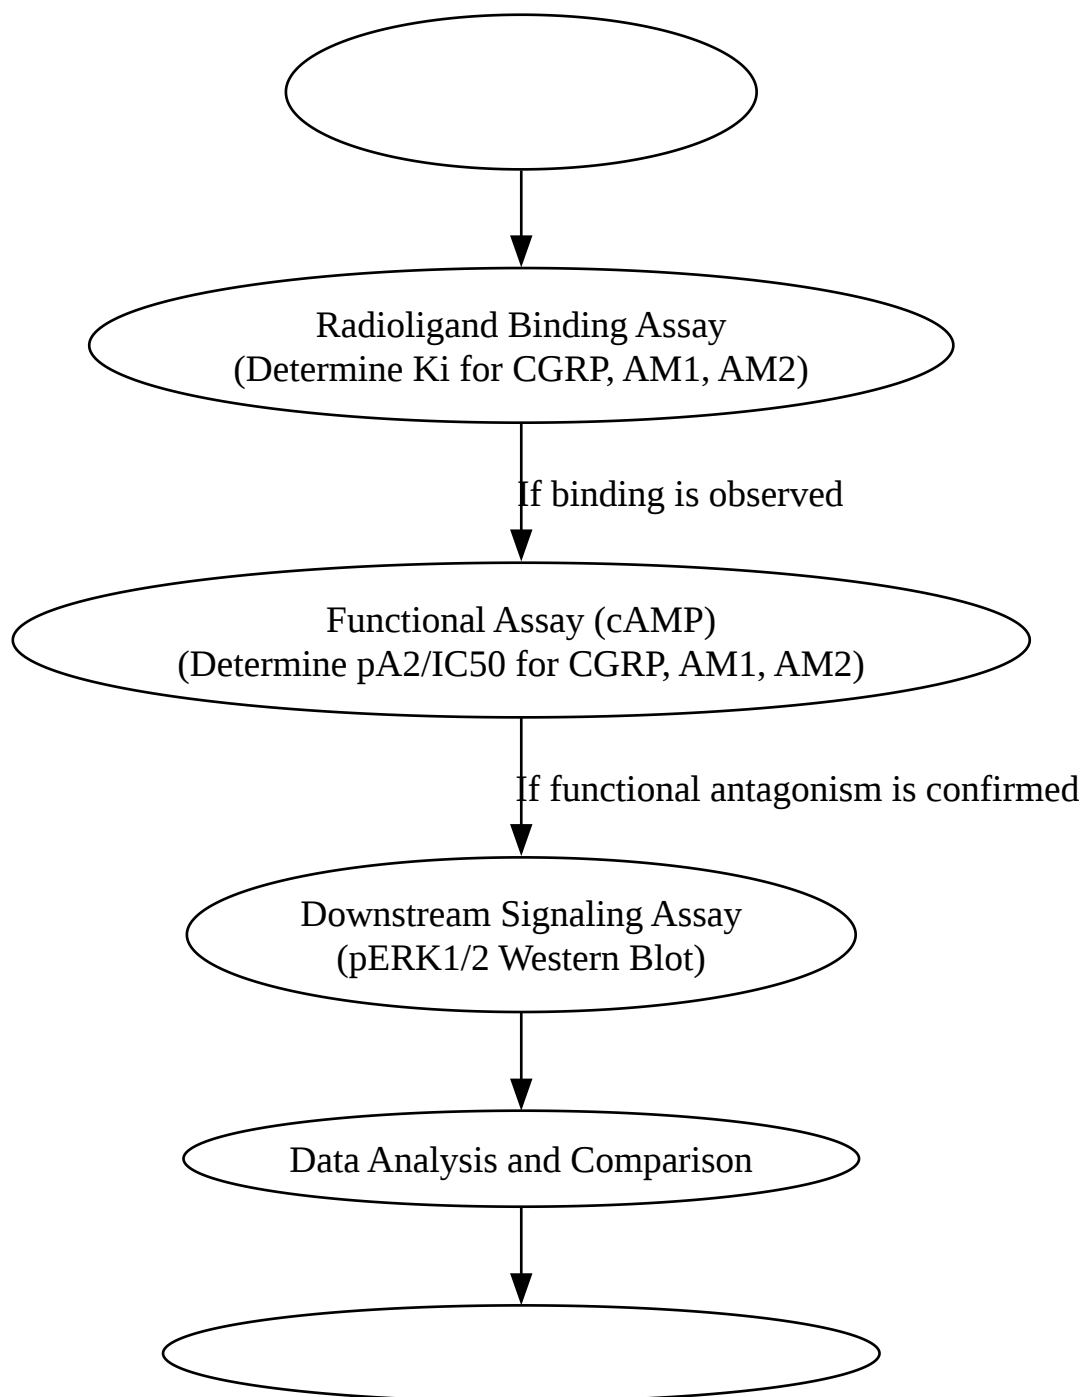 Radioligand Binding Assay
(Determine Ki for CGRP, AM1, AM2)
If binding is observed
Functional Assay (cAMP)
(Determine pA2/IC50 for CGRP, AM1, AM2)
If functional antagonism is confirmed
Downstream Signaling Assay
(pERK1/2 Western Blot)
Data Analysis and Comparison